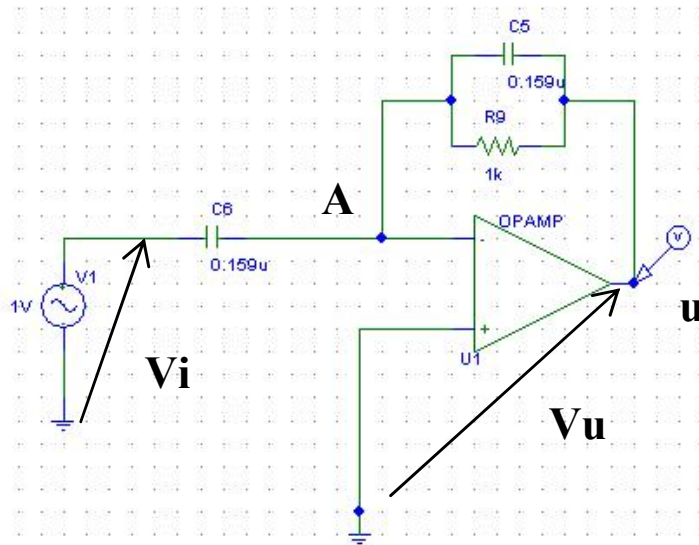 C5
0.159u
R9
1k
A
OPAMP
C6
0.159u
-
V
V1
1V
+
-
+
U1
u
Vi
Vu